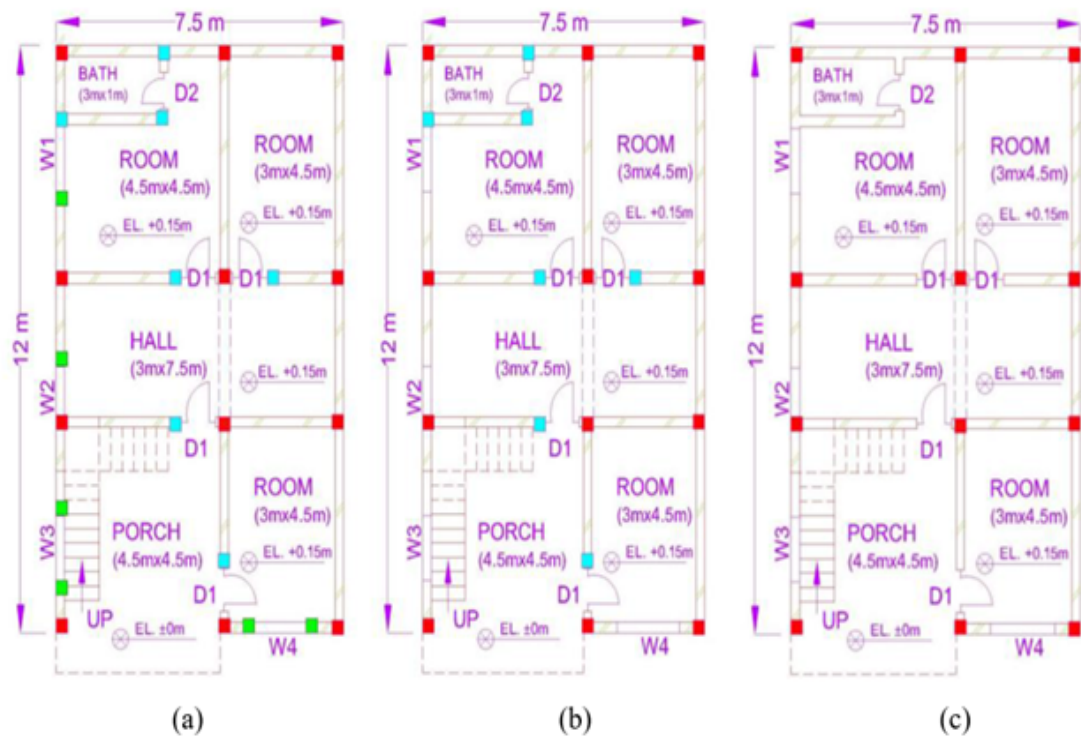 7.5 m
12 m
BATH
(3mx1m)
D2
W1
ROOM
(4.5mx4.5m)
ROOM
(3mx4.5m)
EL. +0.15m
EL. +0.15m
D1
D1
HALL
(3mx7.5m)
EL. +0.15m
W2
D1
W3
PORCH
(4.5mx4.5m)
ROOM
(3mx4.5m)
EL. +0.15m
D1
UP
EL. ±0m
W4
(a)
7.5 m
12 m
BATH
(3mx1m)
D2
W1
ROOM
(4.5mx4.5m)
ROOM
(3mx4.5m)
EL. +0.15m
EL. +0.15m
D1
D1
HALL
(3mx7.5m)
EL. +0.15m
W2
D1
W3
PORCH
(4.5mx4.5m)
ROOM
(3mx4.5m)
EL. +0.15m
D1
UP
EL. ±0m
W4
(b)
7.5 m
12 m
BATH
(3mx1m)
D2
W1
ROOM
(4.5mx4.5m)
ROOM
(3mx4.5m)
EL. +0.15m
EL. +0.15m
D1
D1
HALL
(3mx7.5m)
EL. +0.15m
W2
D1
W3
PORCH
(4.5mx4.5m)
ROOM
(3mx4.5m)
EL. +0.15m
D1
UP
EL. ±0m
W4
(c)